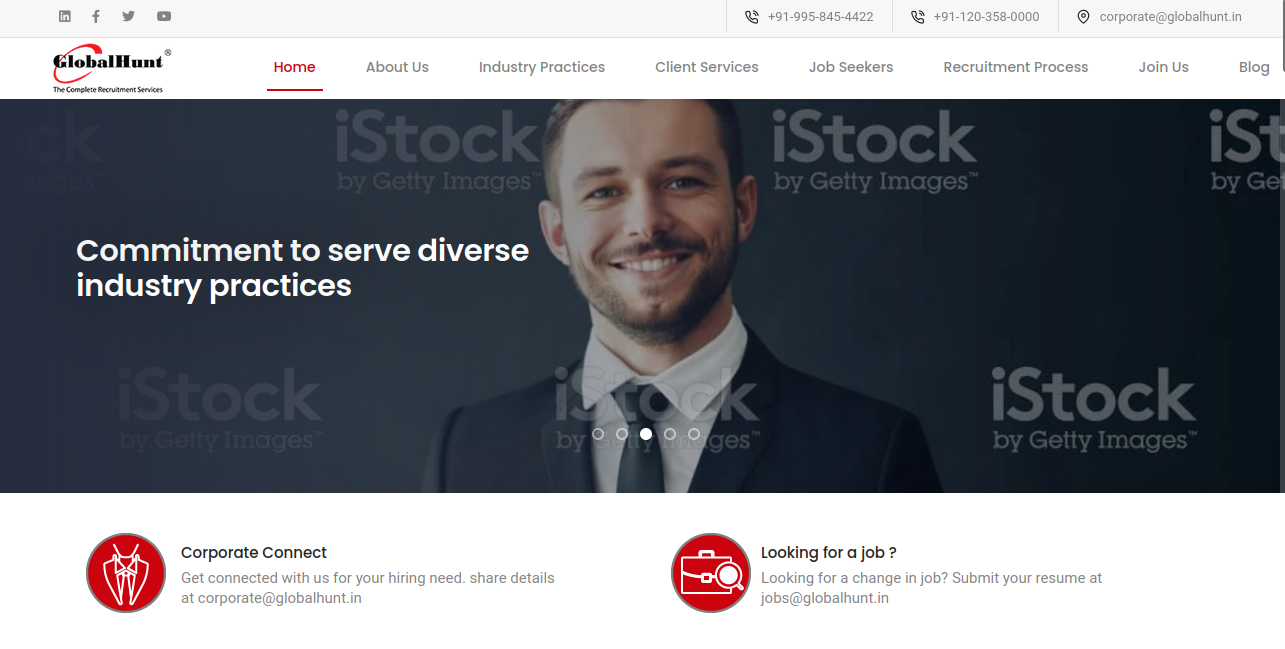 +91-995-845-4422 +91-120-358-0000 corporate@globalhunt.in
GlobalHunt®
The Complete Recruitment Services
Home About Us Industry Practices Client Services Job Seekers Recruitment Process Join Us Blog
ck iStock iStock iSt
ages™ by Getty Images™ by Getty Images™ by Ge
Commitment to serve diverse
industry practices
iStock iStock iStock
by Getty Images™ by Getty Images™ by Getty Images™
Corporate Connect
Get connected with us for your hiring need. share details
at corporate@globalhunt.in
Looking for a job ?
Looking for a change in job? Submit your resume at
jobs@globalhunt.in